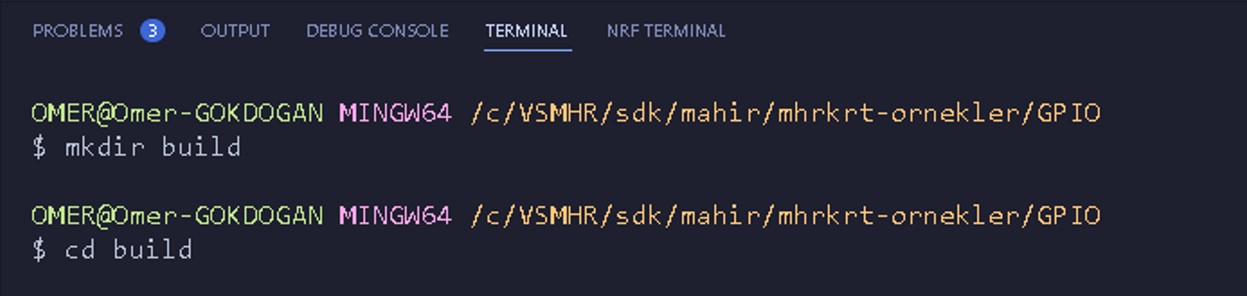 PROBLEMS 3 OUTPUT DEBUG CONSOLE TERMINAL NRF TERMINAL
OMER@Omer-GOKDOGAN MINGW64 /c/VSMHR/sdk/mahir/mhrkrt-ornekler/GPIO
$ mkdir build
OMER@Omer-GOKDOGAN MINGW64 /c/VSMHR/sdk/mahir/mhrkrt-ornekler/GPIO
$ cd build